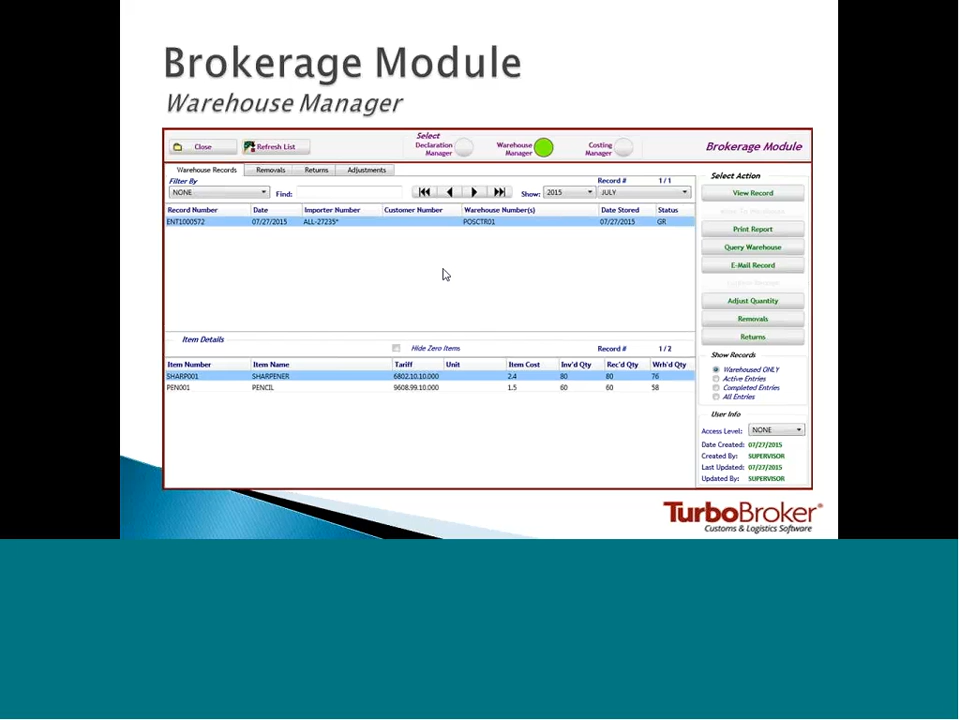 Brokerage Module
Warehouse Manager
Close
Refresh List
Select
Declaration Manager
Warehouse Manager
Costing Manager
Brokerage Module
Warehouse Records Removals Returns Adjustments
Filter By
NONE
Find:
Show: 2015 JULY
Record # 1/1
Record Number Date Importer Number Customer Number Warehouse Number(s) Date Stored Status
ENT1000572 07/27/2015 ALL-27235* POSCTR01 07/27/2015 GR
Item Details
Hide Zero Items
Record # 1/2
Item Number Item Name Tariff Unit Item Cost Inv'd Qty Rec'd Qty Wrh'd Qty
SHARP001 SHARPENER 6802.10.10.000 2.4 80 80 76
PEN001 PENCIL 9608.99.10.000 1.5 60 60 58
Select Action
View Record
Print Report
Query Warehouse
E-Mail Record
Adjust Quantity
Removals
Returns
Show Records
Warehoused ONLY
Active Entries
Completed Entries
All Entries
User Info
Access Level: NONE
Date Created: 07/27/2015
Created By: SUPERVISOR
Last Updated: 07/27/2015
Updated By: SUPERVISOR
TurboBroker®
Customs & Logistics Software